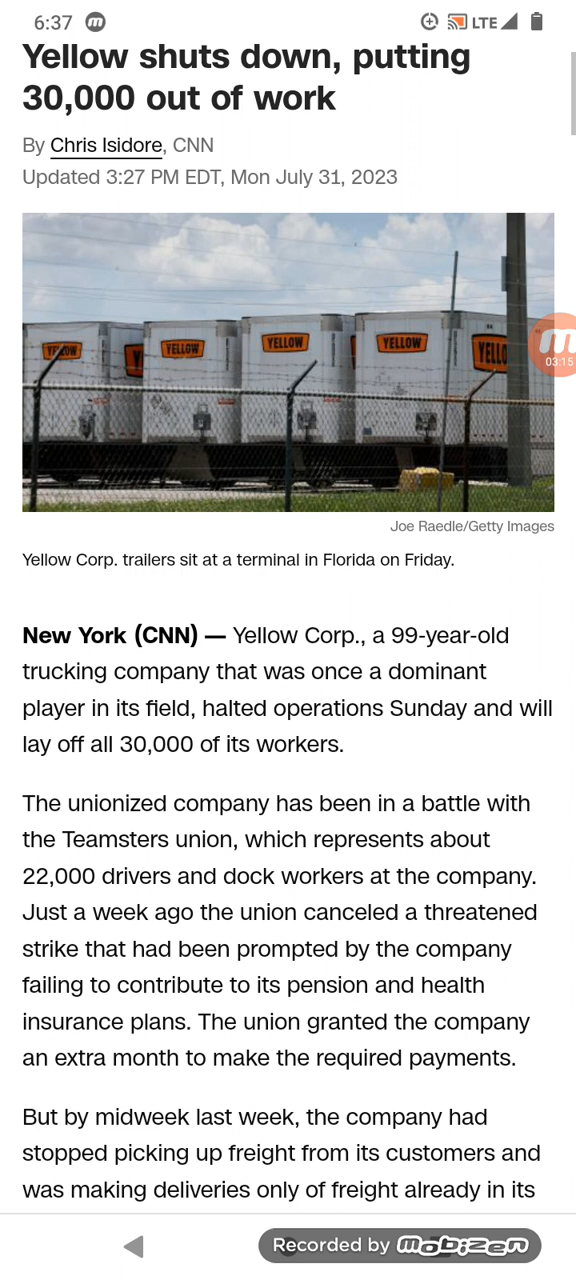 6:37 m LTE
Yellow shuts down, putting
30,000 out of work
By Chris Isidore, CNN
Updated 3:27 PM EDT, Mon July 31, 2023
YELLOW
YELLOW
YELLOW
YELLOW
m
03:15
Joe Raedle/Getty Images
Yellow Corp. trailers sit at a terminal in Florida on Friday.
New York (CNN) — Yellow Corp., a 99-year-old
trucking company that was once a dominant
player in its field, halted operations Sunday and will
lay off all 30,000 of its workers.
The unionized company has been in a battle with
the Teamsters union, which represents about
22,000 drivers and dock workers at the company.
Just a week ago the union canceled a threatened
strike that had been prompted by the company
failing to contribute to its pension and health
insurance plans. The union granted the company
an extra month to make the required payments.
But by midweek last week, the company had
stopped picking up freight from its customers and
was making deliveries only of freight already in its
Recorded by mobizen